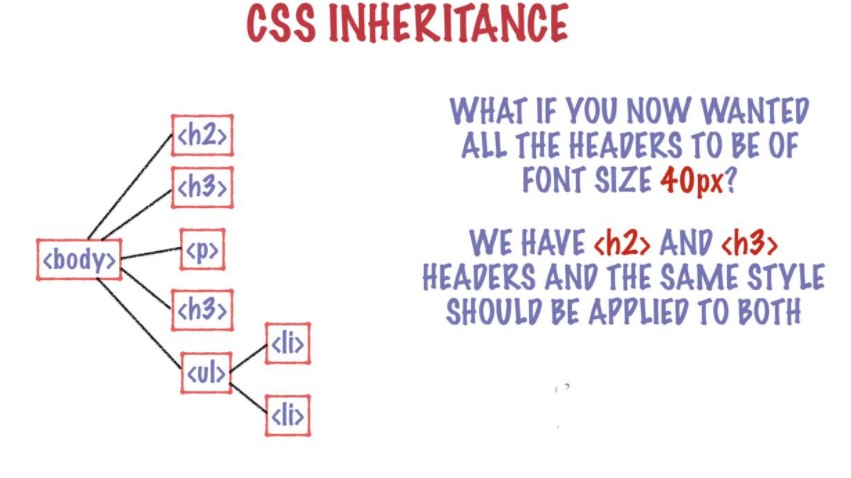 CSS INHERITANCE
<h2>
<h3>
<body>
<p>
<h3>
<ul>
<li>
<li>
WHAT IF YOU NOW WANTED
ALL THE HEADERS TO BE OF
FONT SIZE 40px?
WE HAVE <h2> AND <h3>
HEADERS AND THE SAME STYLE
SHOULD BE APPLIED TO BOTH